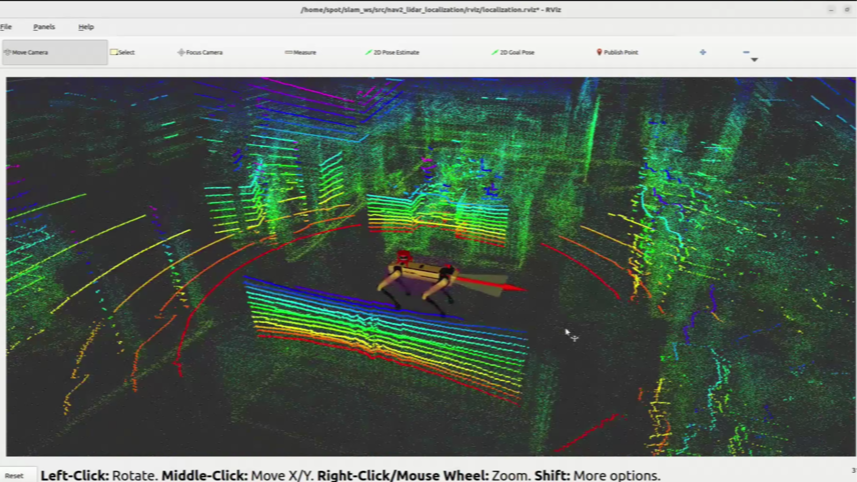 /home/spot/slam_ws/src/nav2_lidar_localization/rviz/localization.rviz* - RViz
File Panels Help
Move Camera Select Focus Camera Measure 2D Pose Estimate 2D Goal Pose Publish Point
Reset Left-Click: Rotate. Middle-Click: Move X/Y. Right-Click/Mouse Wheel: Zoom. Shift: More options.